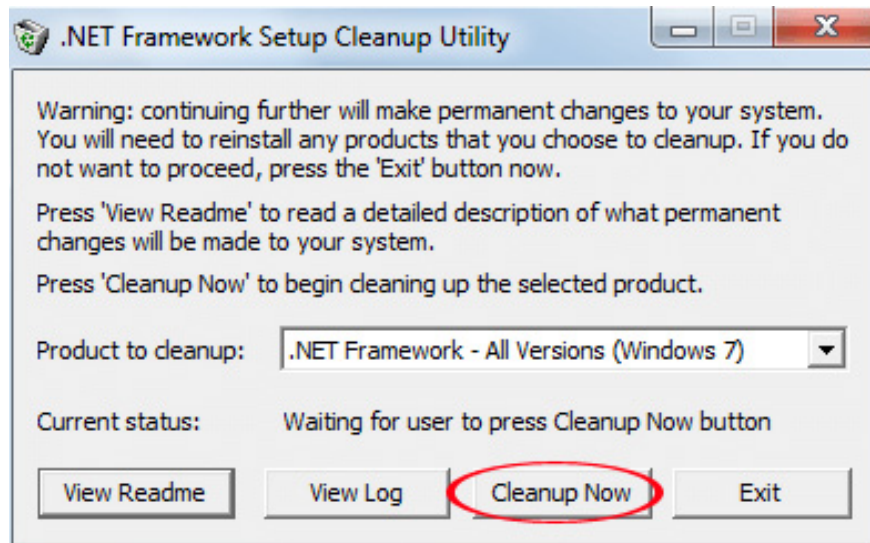 .NET Framework Setup Cleanup Utility
Warning: continuing further will make permanent changes to your system.
You will need to reinstall any products that you choose to cleanup. If you do
not want to proceed, press the 'Exit' button now.
Press 'View Readme' to read a detailed description of what permanent
changes will be made to your system.
Press 'Cleanup Now' to begin cleaning up the selected product.
Product to cleanup: .NET Framework - All Versions (Windows 7)
Current status: Waiting for user to press Cleanup Now button
View Readme View Log Cleanup Now Exit